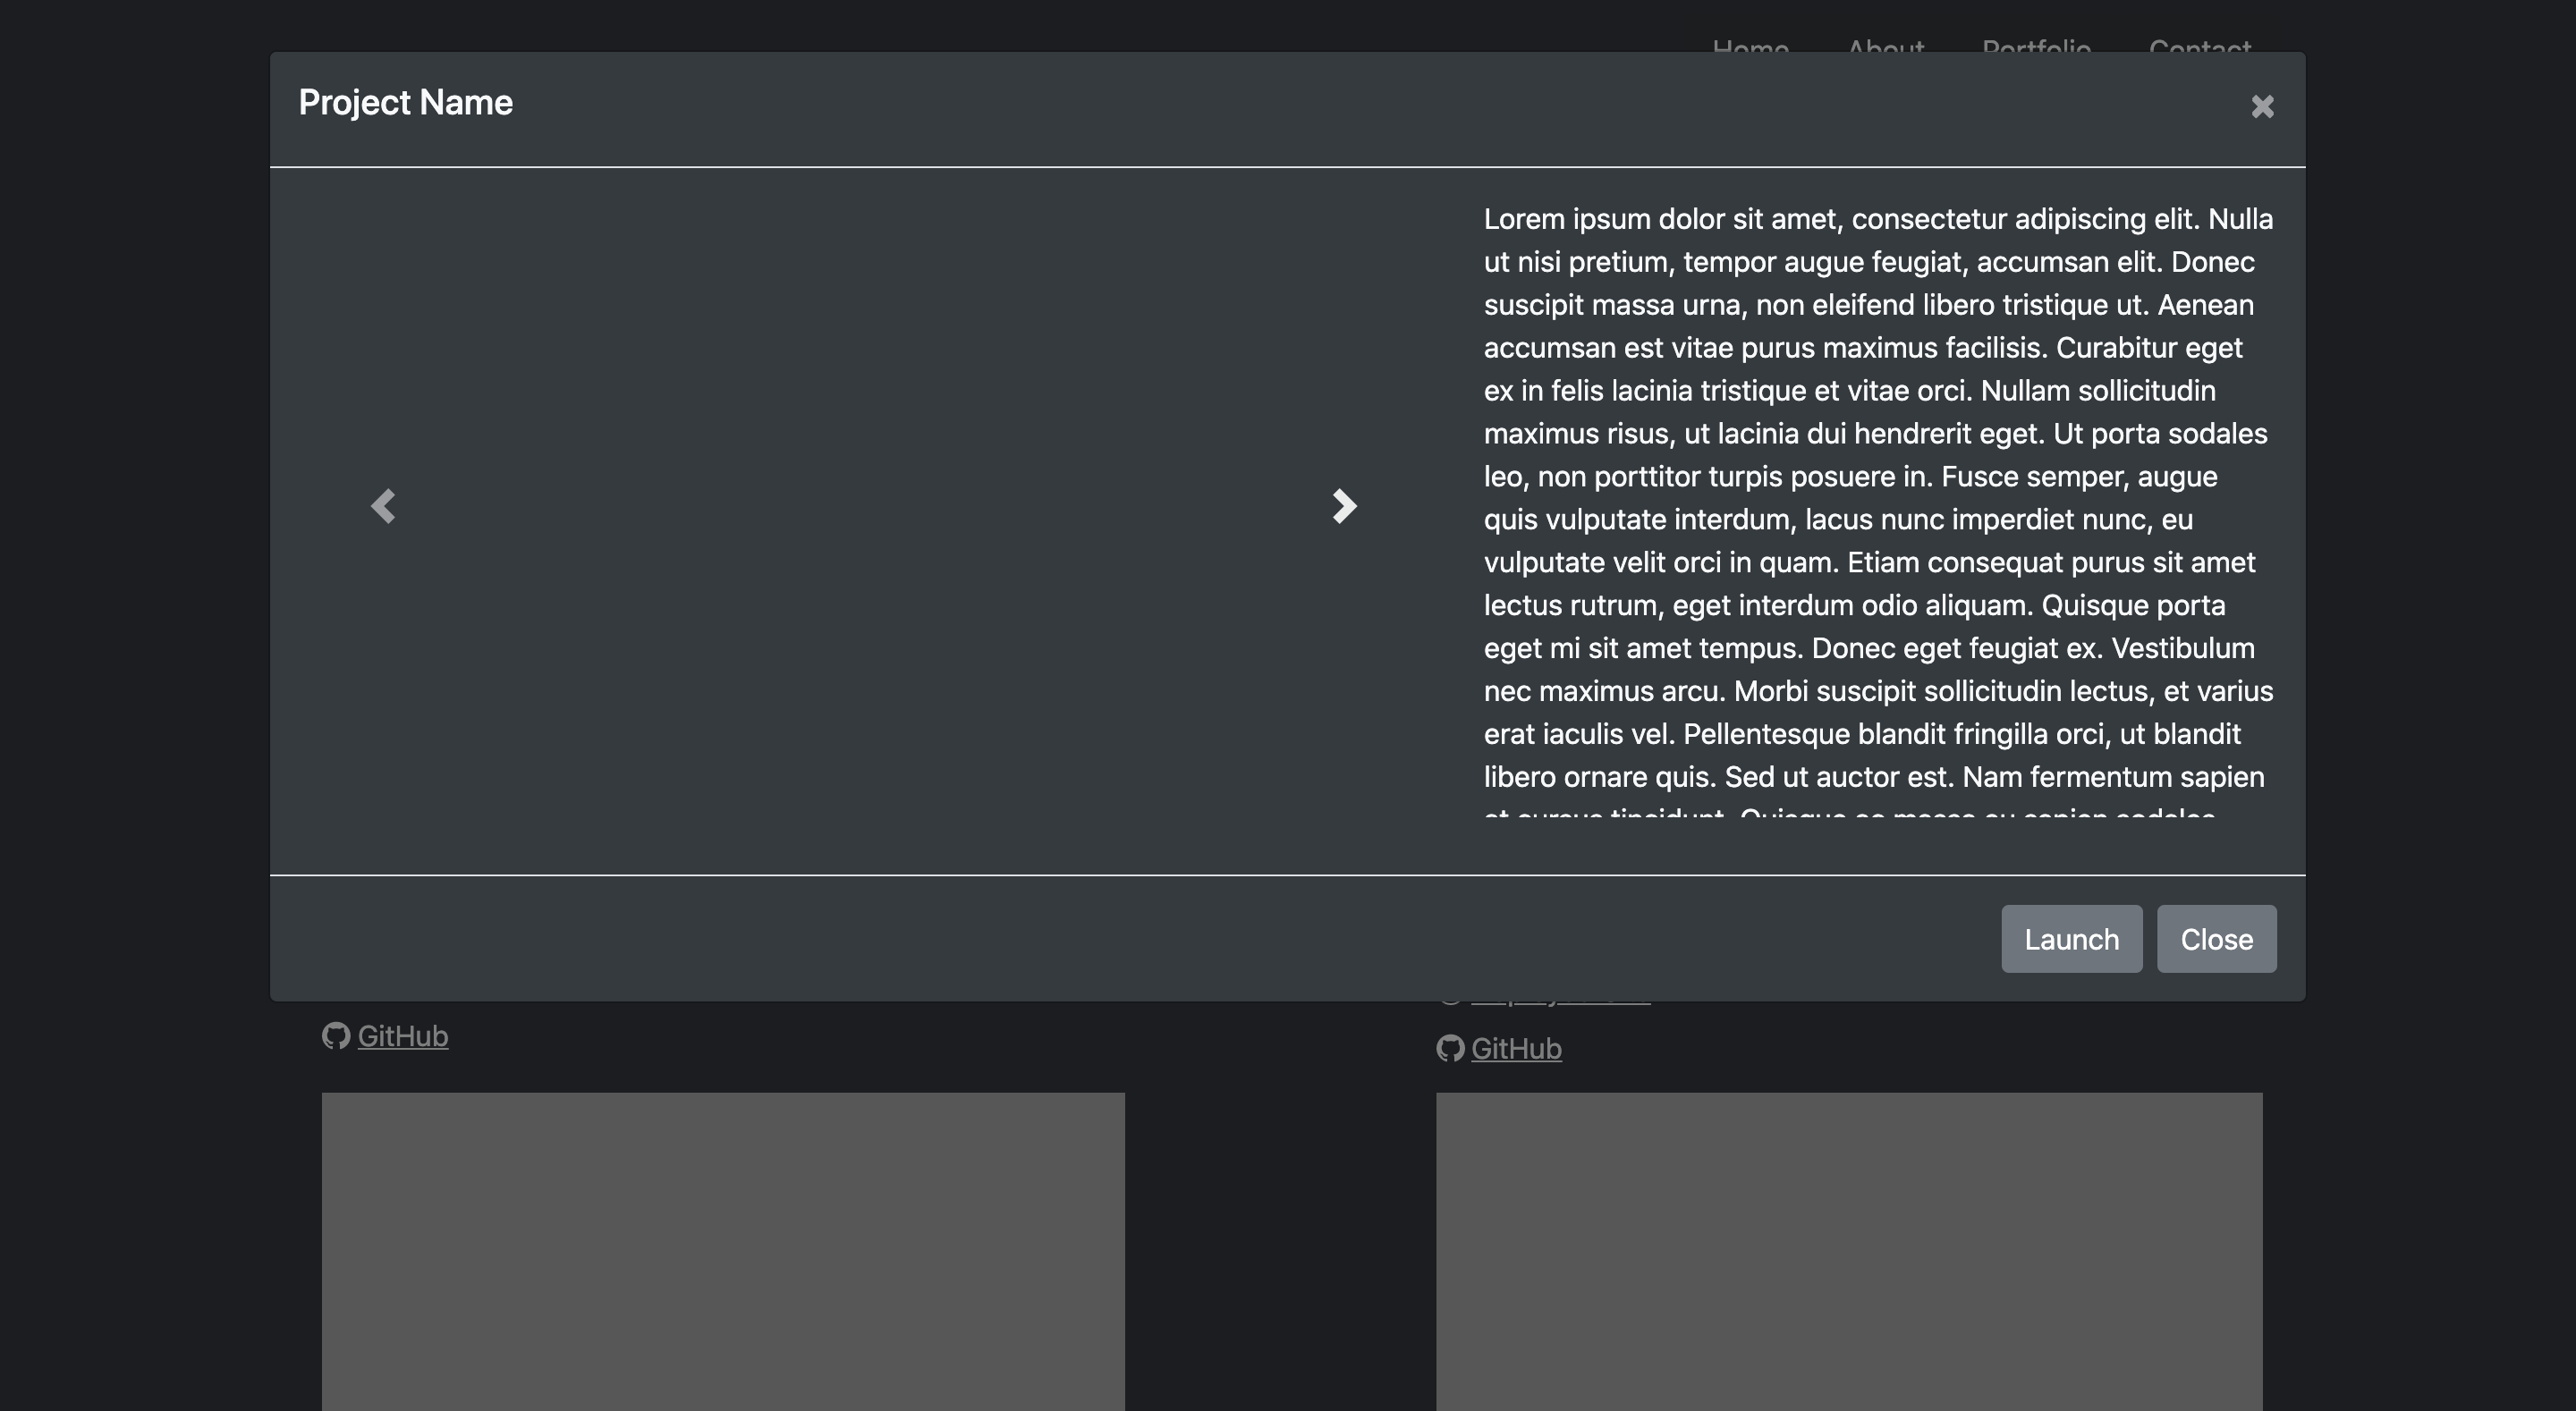 Home About Portfolio Contact
Project Name
Lorem ipsum dolor sit amet, consectetur adipiscing elit. Nulla
ut nisi pretium, tempor augue feugiat, accumsan elit. Donec
suscipit massa urna, non eleifend libero tristique ut. Aenean
accumsan est vitae purus maximus facilisis. Curabitur eget
ex in felis lacinia tristique et vitae orci. Nullam sollicitudin
maximus risus, ut lacinia dui hendrerit eget. Ut porta sodales
leo, non porttitor turpis posuere in. Fusce semper, augue
quis vulputate interdum, lacus nunc imperdiet nunc, eu
vulputate velit orci in quam. Etiam consequat purus sit amet
lectus rutrum, eget interdum odio aliquam. Quisque porta
eget mi sit amet tempus. Donec eget feugiat ex. Vestibulum
nec maximus arcu. Morbi suscipit sollicitudin lectus, et varius
erat iaculis vel. Pellentesque blandit fringilla orci, ut blandit
libero ornare quis. Sed ut auctor est. Nam fermentum sapien
Launch Close
GitHub
GitHub